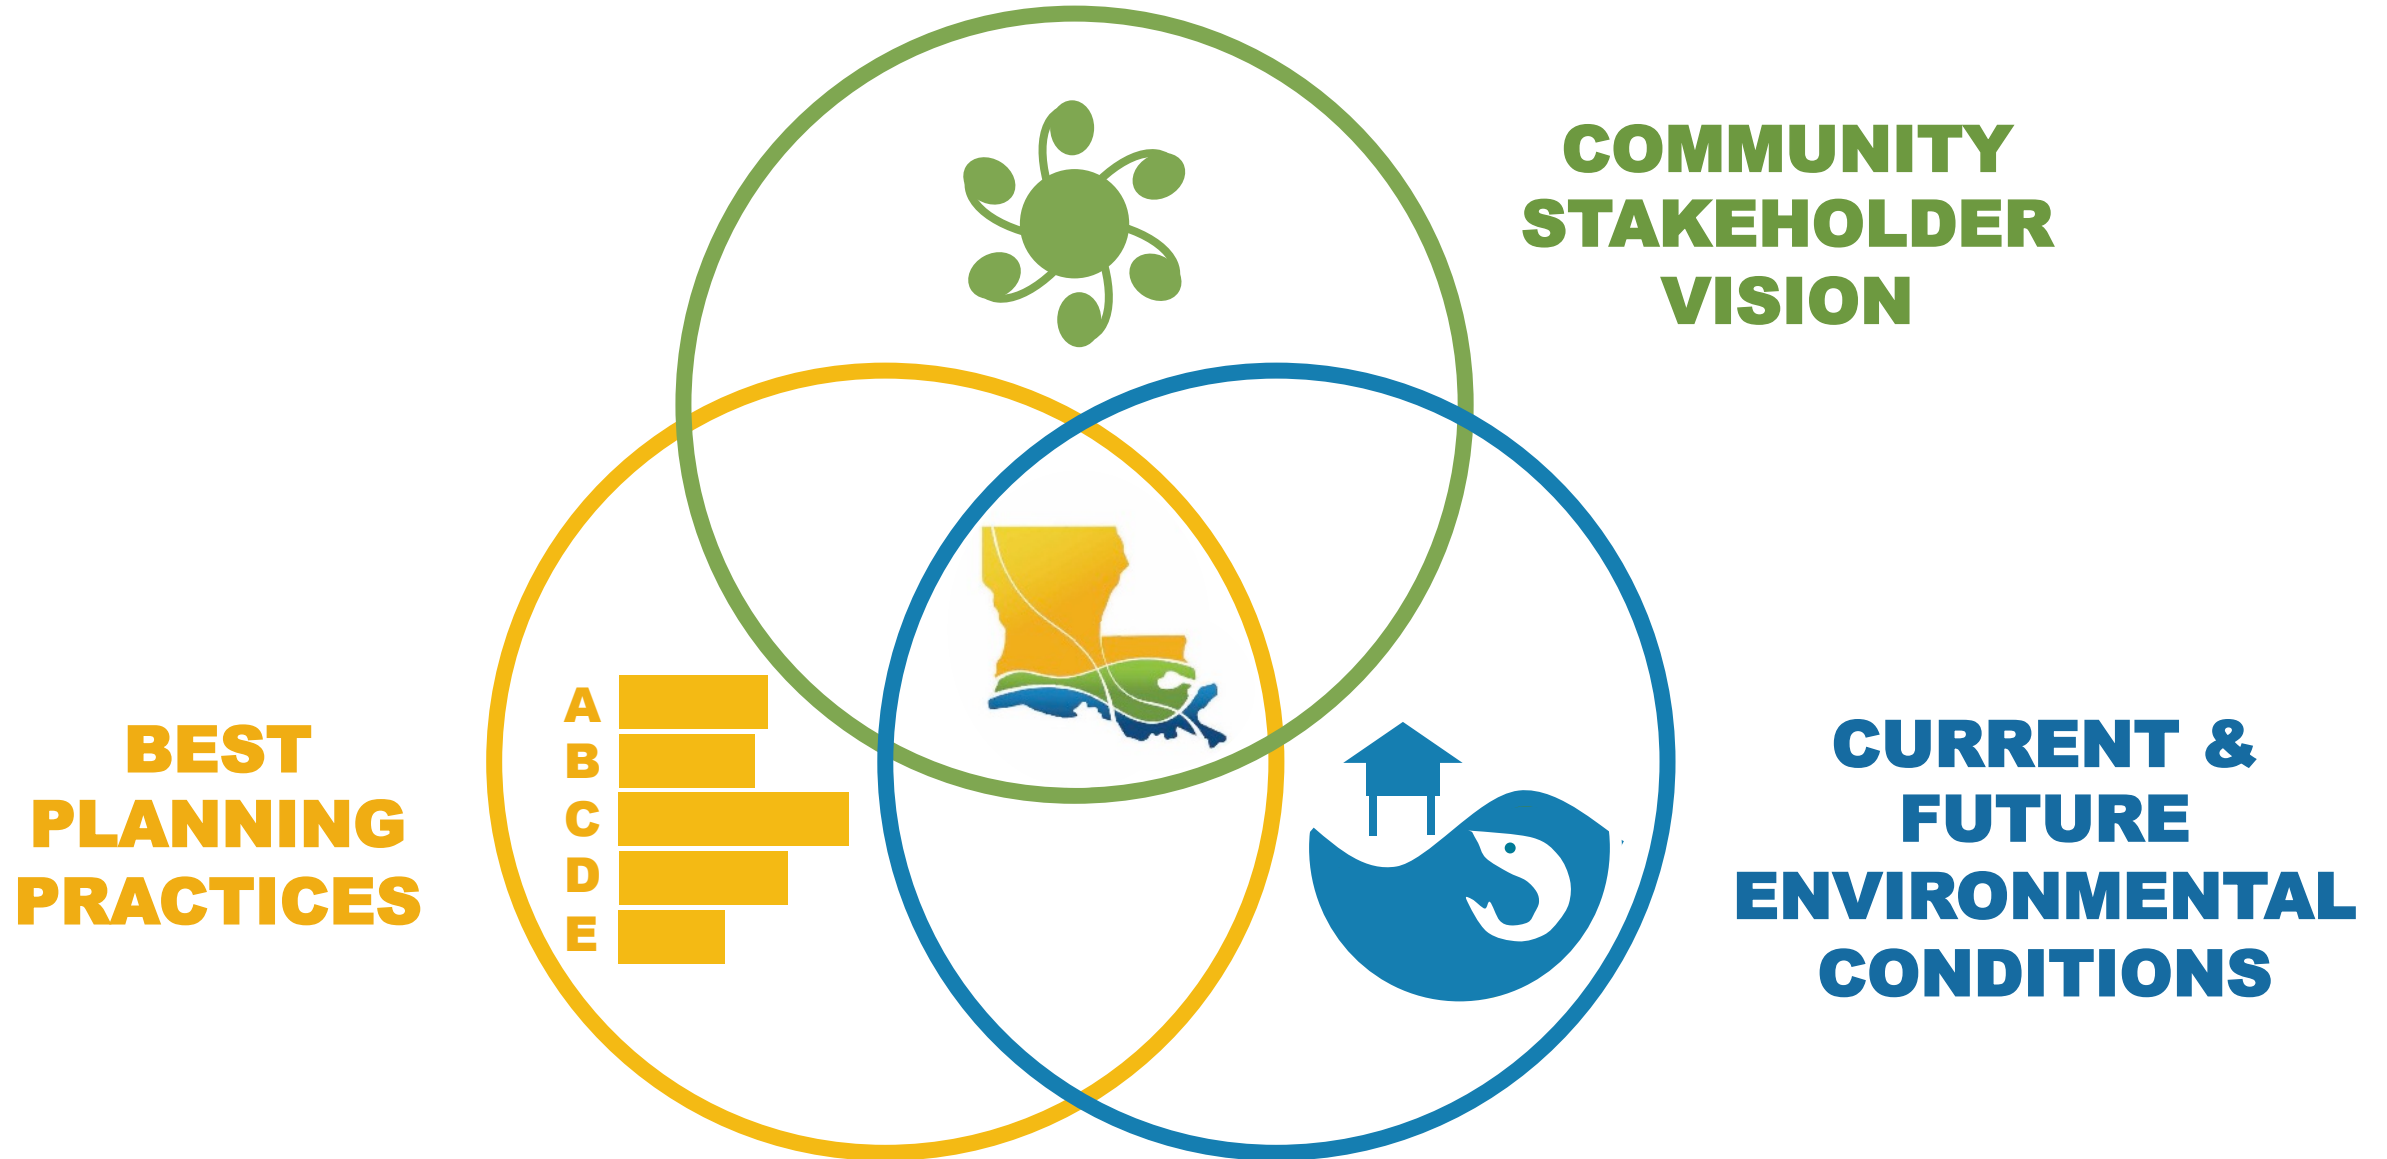 COMMUNITY
STAKEHOLDER
VISION
BEST
PLANNING
PRACTICES
A
B
C
D
E
CURRENT &
FUTURE
ENVIRONMENTAL
CONDITIONS